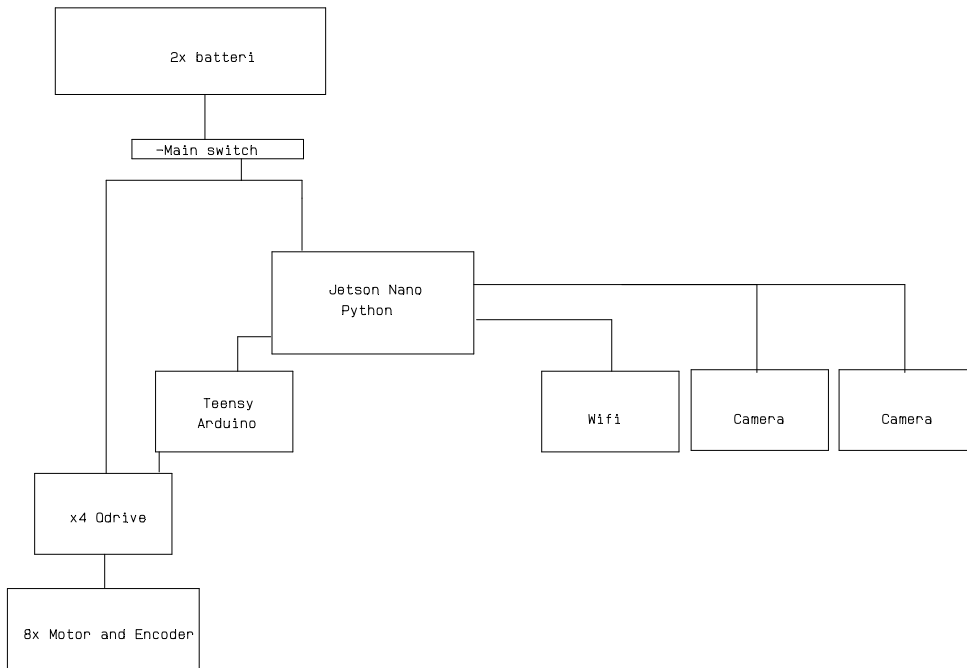 2x batteri
-Main switch
Jetson Nano
Python
Teensy
Arduino
Wifi
Camera
Camera
x4 Odrive
8x Motor and Encoder